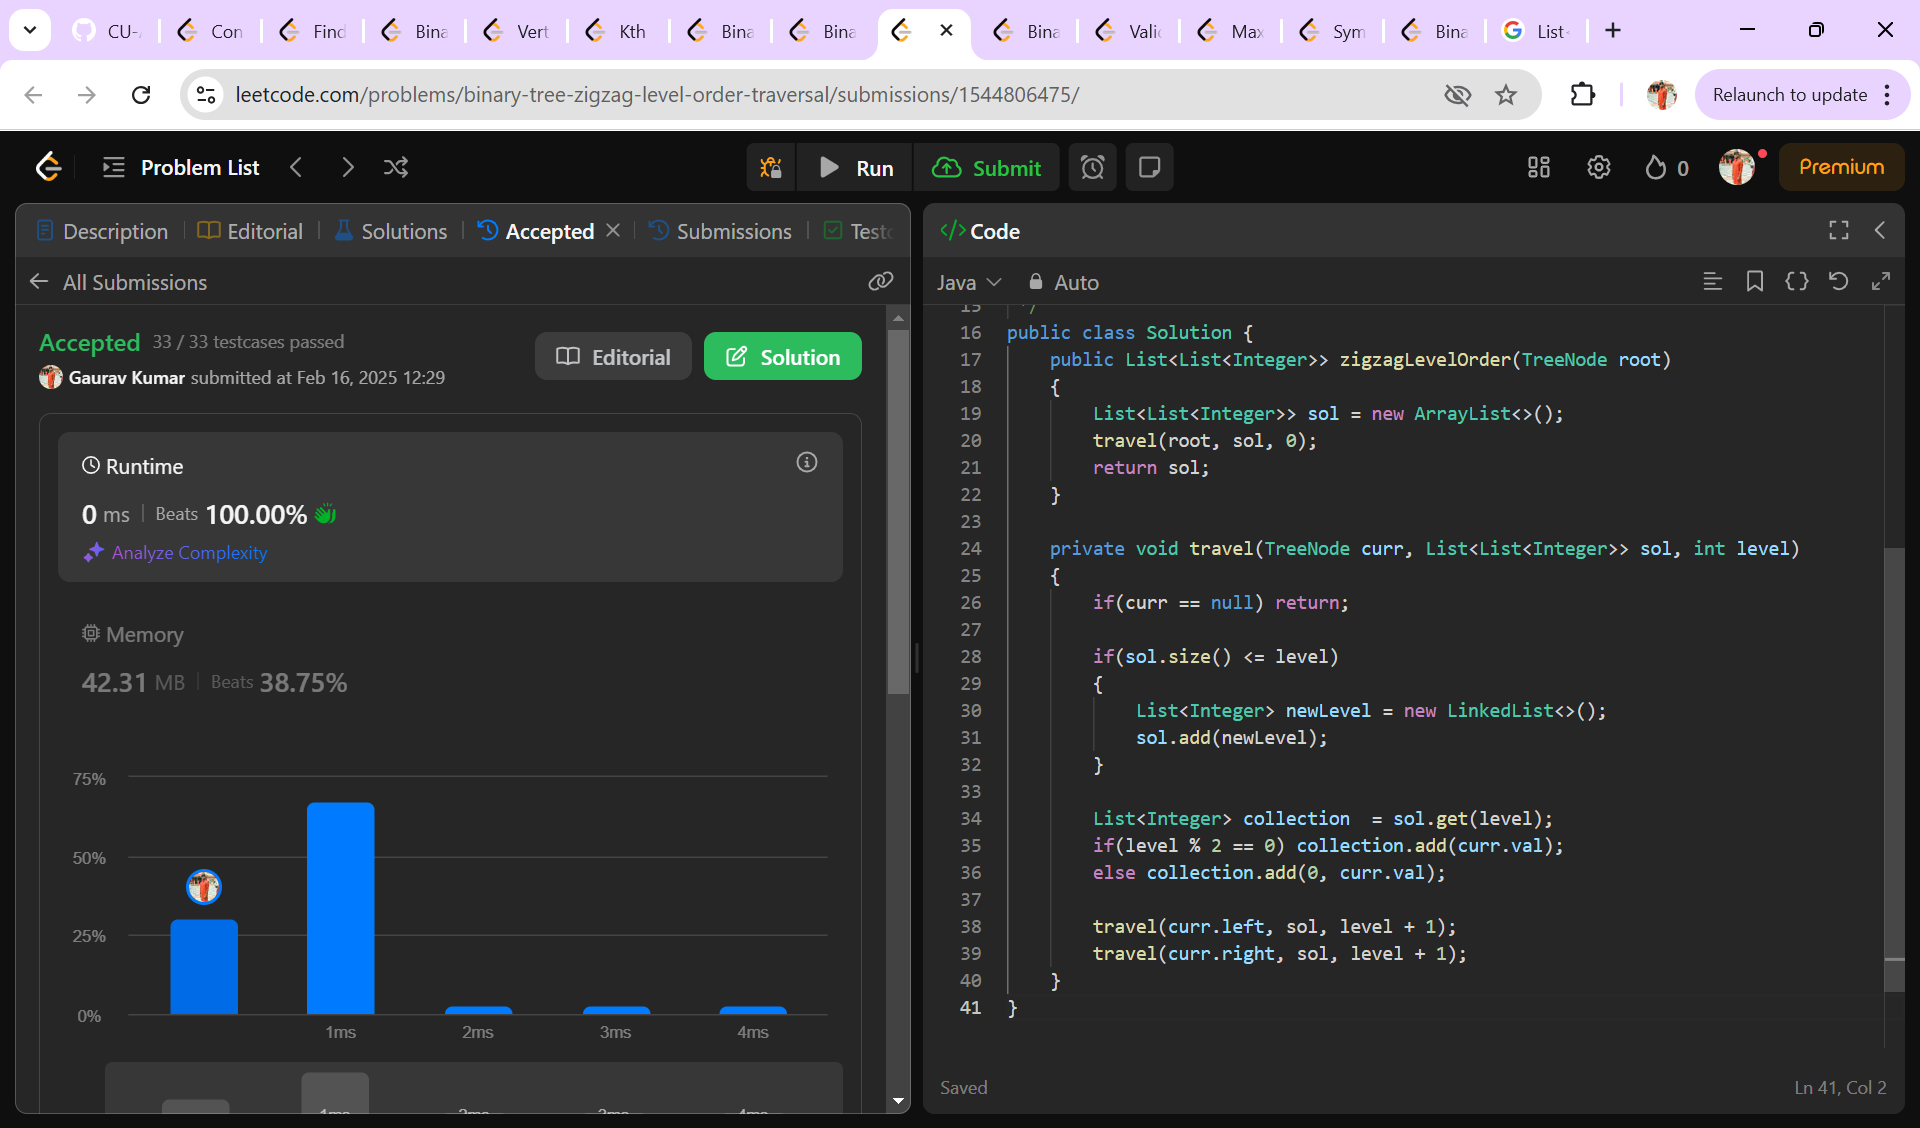 CU-
Con
Find
Bina
Vert
Kth
Bina
Bina
Bina
Valid
Max
Sym
Bina
List
leetcode.com/problems/binary-tree-zigzag-level-order-traversal/submissions/1544806475/
Relaunch to update
Problem List
Run
Submit
0
Premium
Description
Editorial
Solutions
Accepted
Submissions
Testc
All Submissions
Accepted 33 / 33 testcases passed
Gaurav Kumar submitted at Feb 16, 2025 12:29
Editorial
Solution
Runtime
0 ms | Beats 100.00%
Analyze Complexity
Memory
42.31 MB | Beats 38.75%
75%
50%
25%
0%
1ms
2ms
3ms
4ms
1ms
2ms
3ms
4ms
</> Code
Java
Auto
15 */
16 public class Solution {
17 public List<List<Integer>> zigzagLevelOrder(TreeNode root)
18 {
19 List<List<Integer>> sol = new ArrayList<>();
20 travel(root, sol, 0);
21 return sol;
22 }
23
24 private void travel(TreeNode curr, List<List<Integer>> sol, int level)
25 {
26 if(curr == null) return;
27
28 if(sol.size() <= level)
29 {
30 List<Integer> newLevel = new LinkedList<>();
31 sol.add(newLevel);
32 }
33
34 List<Integer> collection  = sol.get(level);
35 if(level % 2 == 0) collection.add(curr.val);
36 else collection.add(0, curr.val);
37
38 travel(curr.left, sol, level + 1);
39 travel(curr.right, sol, level + 1);
40 }
41 }
Saved
Ln 41, Col 2